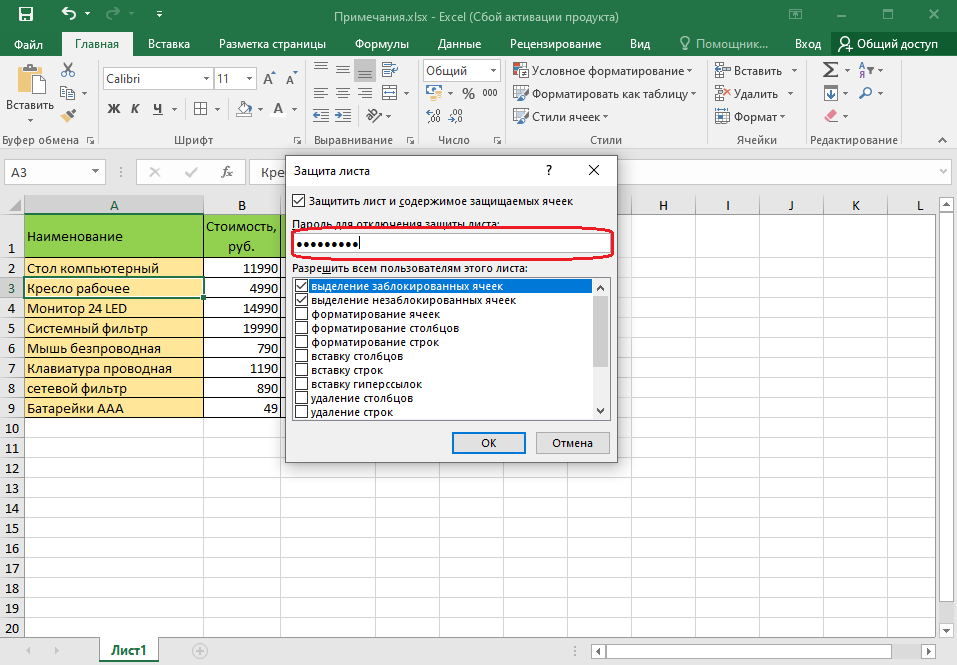 Примечания.xlsx - Excel (Сбой активации продукта)
Файл Главная Вставка Разметка страницы Формулы Данные Рецензирование Вид Помощник... Вход Общий доступ
Вставить
Calibri 11
Ж К Ч А
Общий
% 000
Условное форматирование
Форматировать как таблицу
Стили ячеек
Вставить
Удалить
Формат
Буфер обмена Шрифт Выравнивание Число Стили Ячейки Редактирование
A3 fx Кре
Защита листа ?
Защитить лист и содержимое защищаемых ячеек
Пароль для отключения защиты листа:
•••••••••
Разрешить всем пользователям этого листа:
выделение заблокированных ячеек
выделение незаблокированных ячеек
форматирование ячеек
форматирование столбцов
форматирование строк
вставку столбцов
вставку строк
вставку гиперссылок
удаление столбцов
удаление строк
ОК Отмена
A B H I J K L
1 Наименование Стоимость, руб.
2 Стол компьютерный 11990
3 Кресло рабочее 4990
4 Монитор 24 LED 14990
5 Системный фильтр 19990
6 Мышь безпроводная 790
7 Клавиатура проводная 1190
8 сетевой фильтр 890
9 Батарейки ААА 49
10
11
12
13
14
15
16
17
18
19
20
Лист1